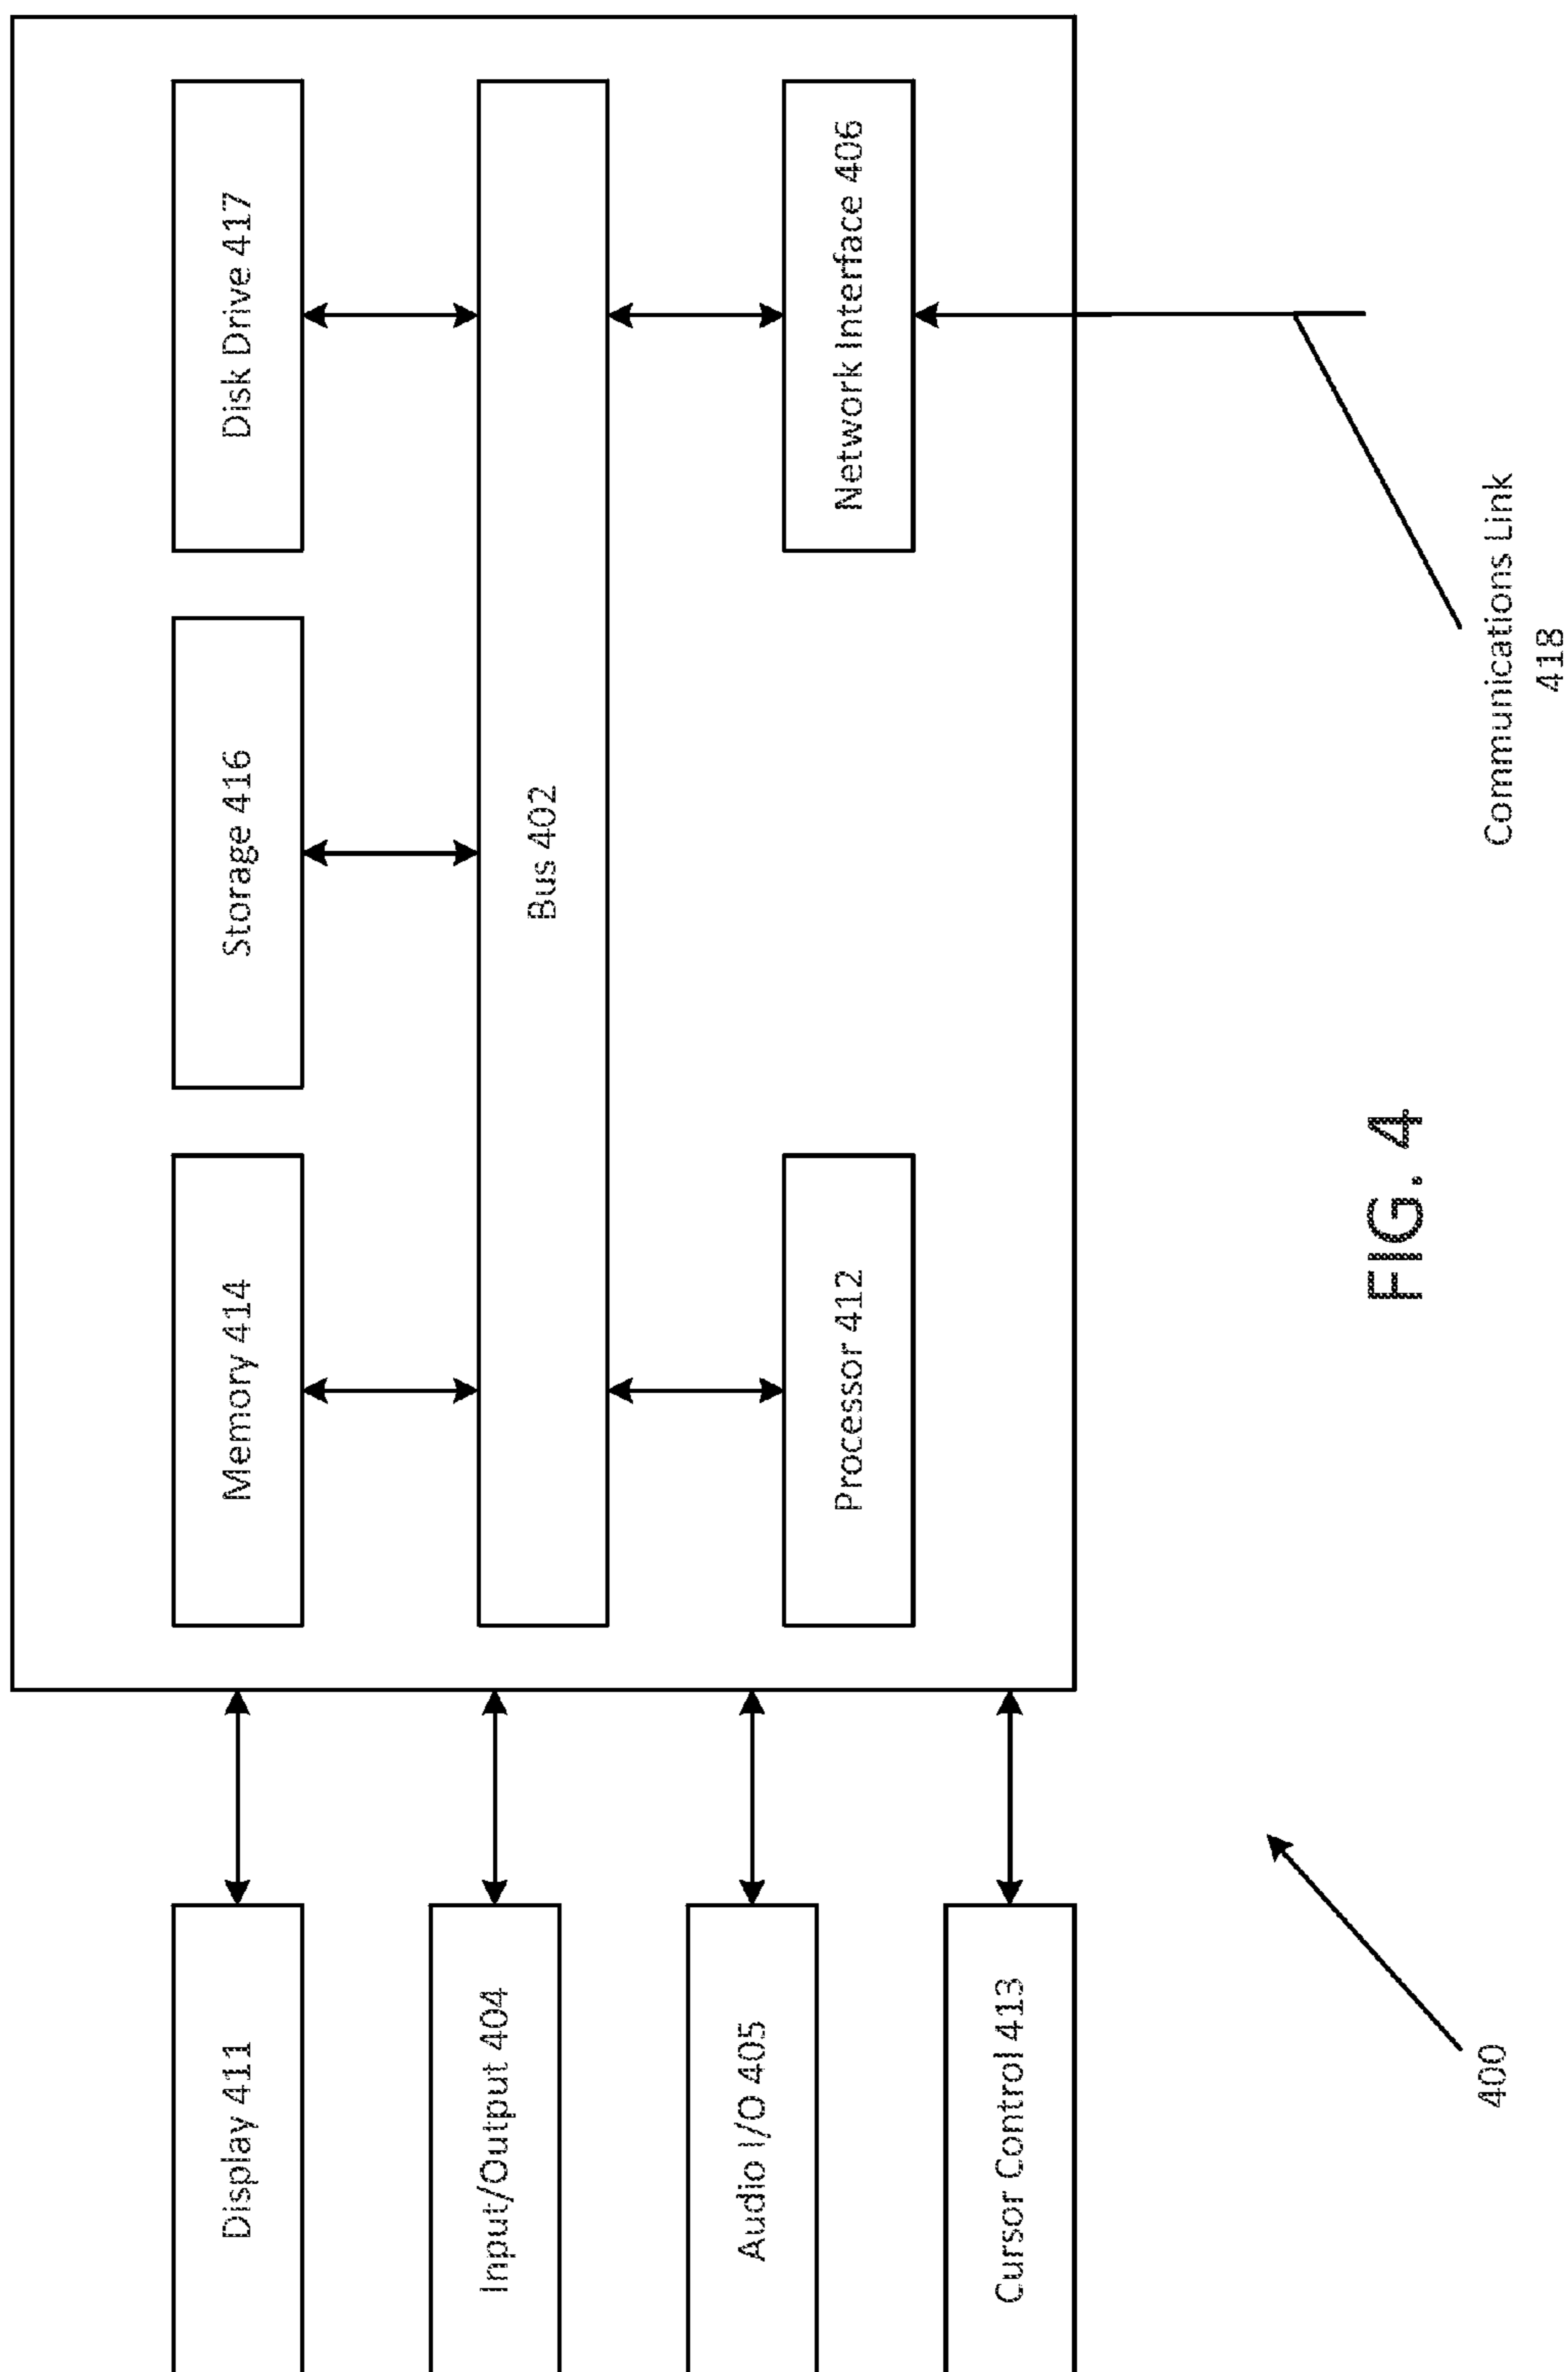 Display 411
Memory 414
Storage 416
Disk Drive 417
Input/Output 404
Bus 402
Audio I/O 405
Processor 412
Network Interface 406
Cursor Control 413
400
FIG. 4
Communications Link
418